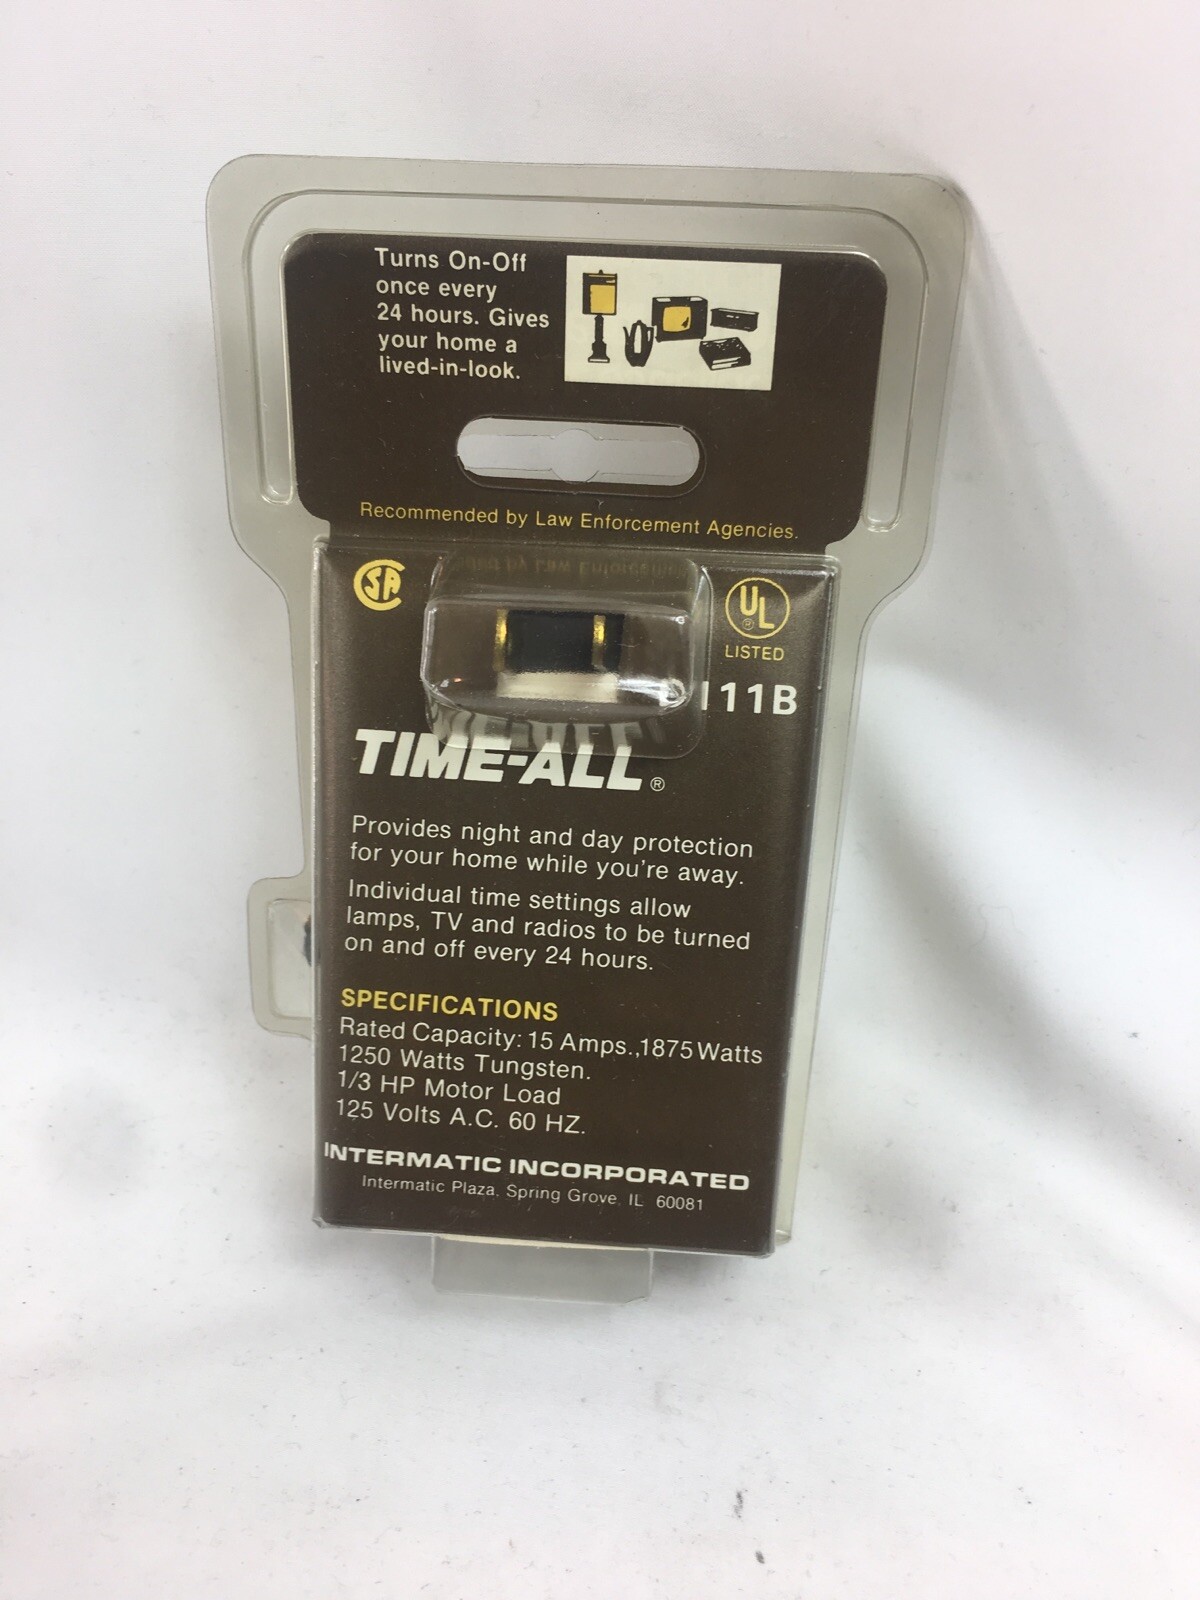 Turns On-Off
once every
24 hours. Gives
your home a
lived-in-look.
Recommended by Law Enforcement Agencies.
SA
UL
®
LISTED
111B
TIME-ALL®
Provides night and day protection
for your home while you're away.
Individual time settings allow
lamps, TV and radios to be turned
on and off every 24 hours.
SPECIFICATIONS
Rated Capacity: 15 Amps.,1875 Watts
1250 Watts Tungsten.
1/3 HP Motor Load
125 Volts A.C. 60 HZ.
INTERMATIC INCORPORATED
Intermatic Plaza, Spring Grove, IL 60081